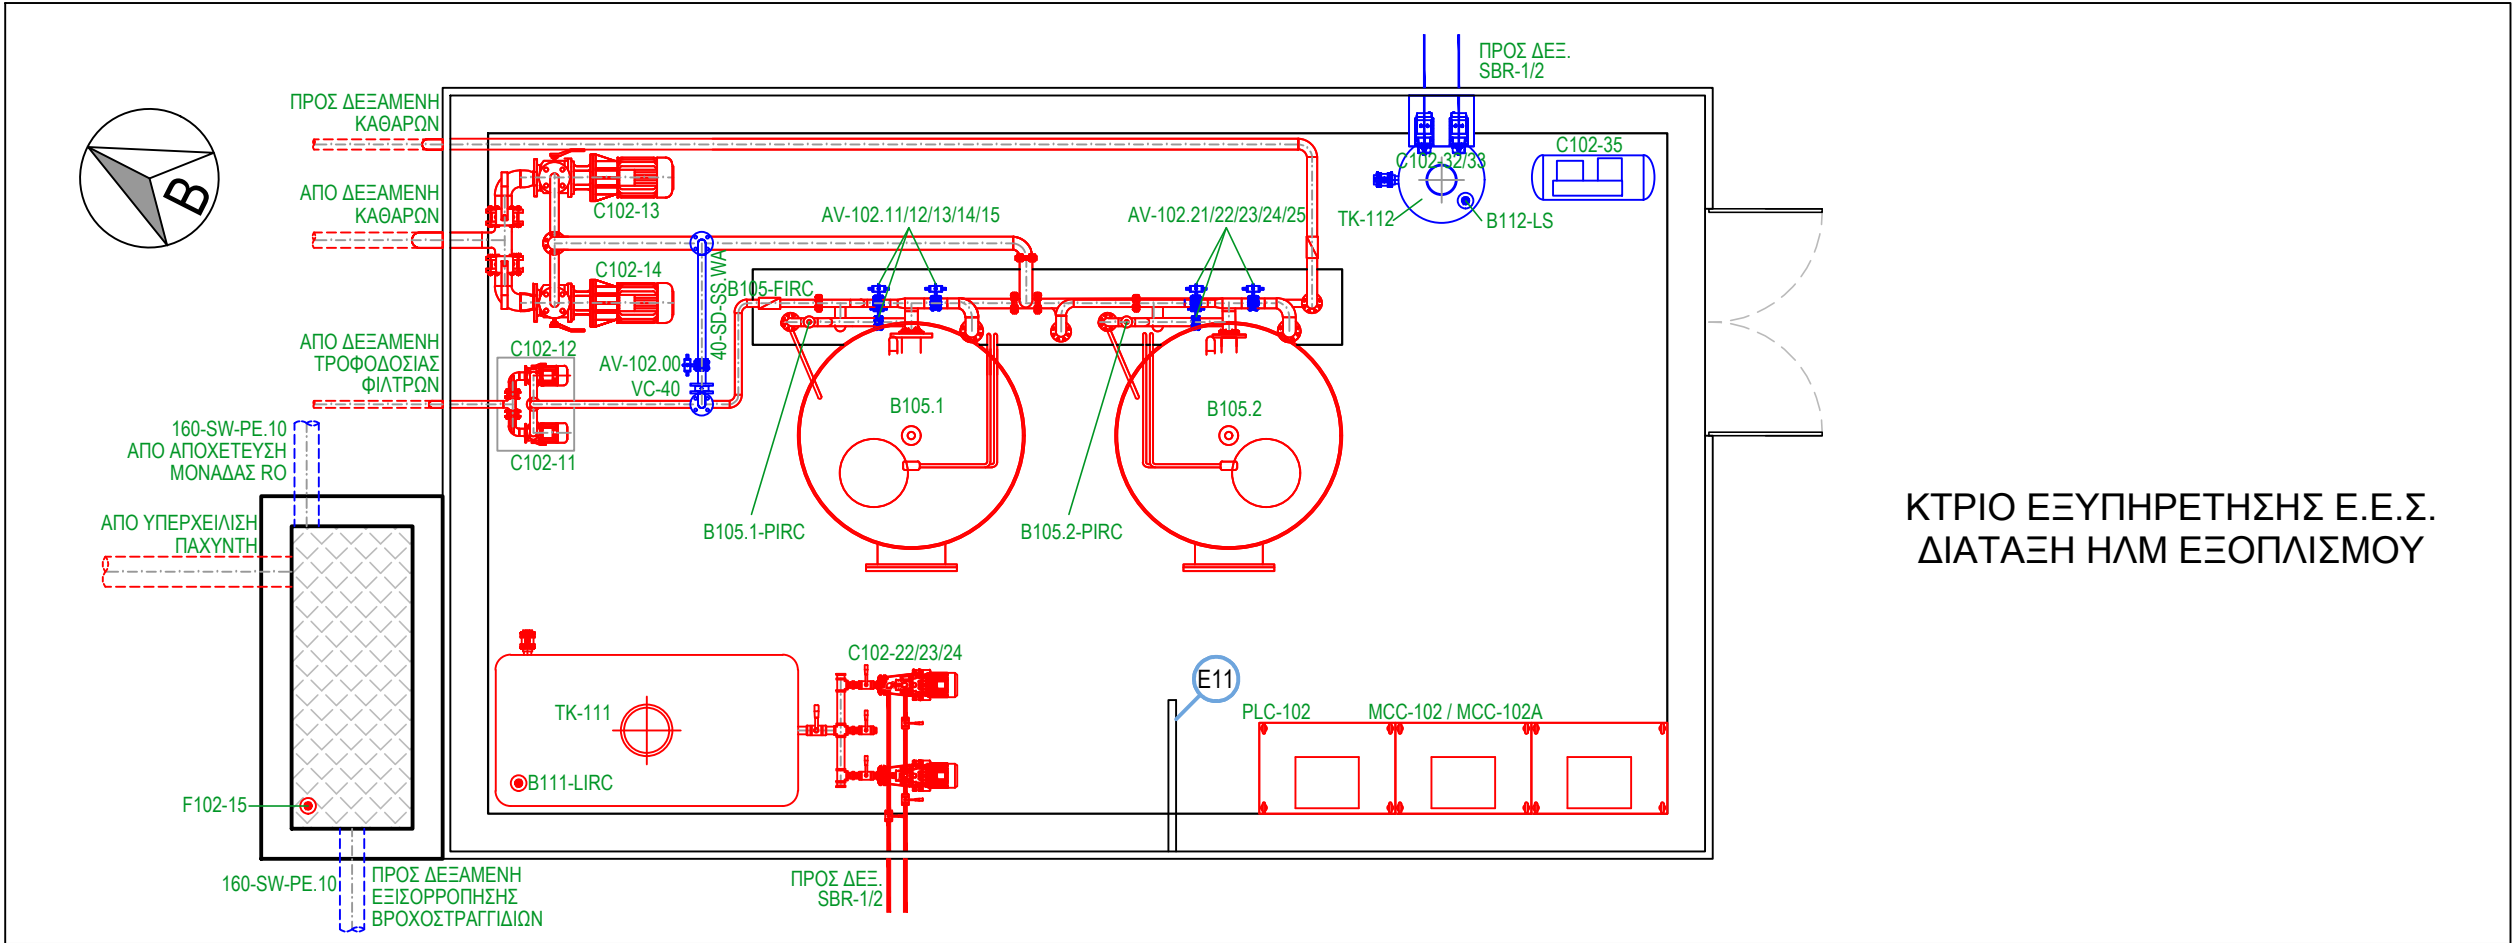 ΠΡΟΣ ΔΕΞ.
SBR-1/2
ΠΡΟΣ ΔΕΞΑΜΕΝΗ
ΚΑΘΑΡΩΝ
C102-35
C102-32/33
Β
ΑΠΟ ΔΕΞΑΜΕΝΗ
ΚΑΘΑΡΩΝ
C102-13
AV-102.11/12/13/14/15
AV-102.21/22/23/24/25
TK-112
B112-LS
C102-14
B105-FIRC
40-SD-SS.WA
ΑΠΟ ΔΕΞΑΜΕΝΗ
ΤΡΟΦΟΔΟΣΙΑΣ
ΦΙΛΤΡΩΝ
C102-12
AV-102.00
VC-40
B105.1
B105.2
160-SW-PE.10
ΑΠΟ ΑΠΟΧΕΤΕΥΣΗ
ΜΟΝΑΔΑΣ RO
C102-11
ΑΠΟ ΥΠΕΡΧΕΙΛΙΣΗ
ΠΑΧΥΝΤΗ
B105.1-PIRC
B105.2-PIRC
ΚΤΡΙΟ ΕΞΥΠΗΡΕΤΗΣΗΣ Ε.Ε.Σ.
ΔΙΑΤΑΞΗ ΗΛΜ ΕΞΟΠΛΙΣΜΟΥ
C102-22/23/24
E11
TK-111
PLC-102
MCC-102 / MCC-102A
B111-LIRC
F102-15
160-SW-PE.10
ΠΡΟΣ ΔΕΞΑΜΕΝΗ
ΕΞΙΣΟΡΡΟΠΗΣΗΣ
ΒΡΟΧΟΣΤΡΑΓΓΙΔΙΩΝ
ΠΡΟΣ ΔΕΞ.
SBR-1/2